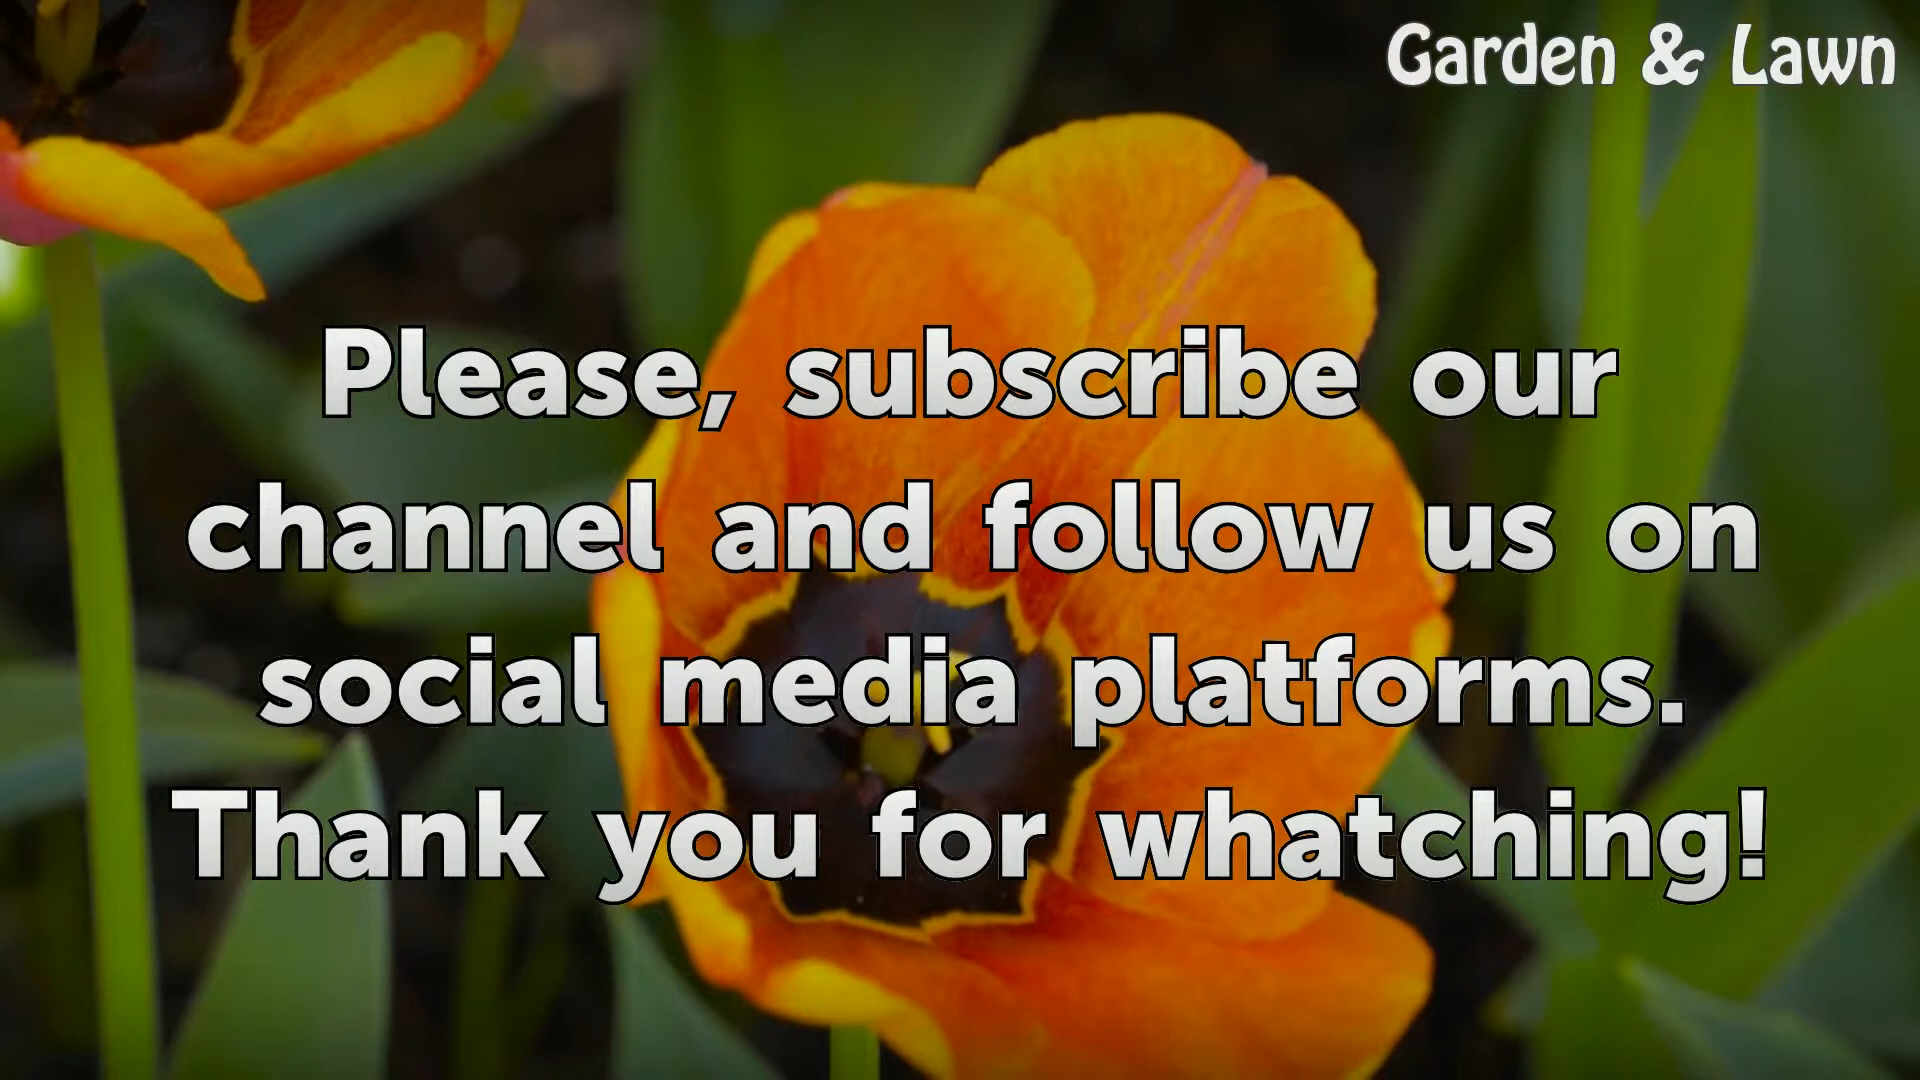 Garden & Lawn
Please, subscribe our
channel and follow us on
social media platforms.
Thank you for whatching!